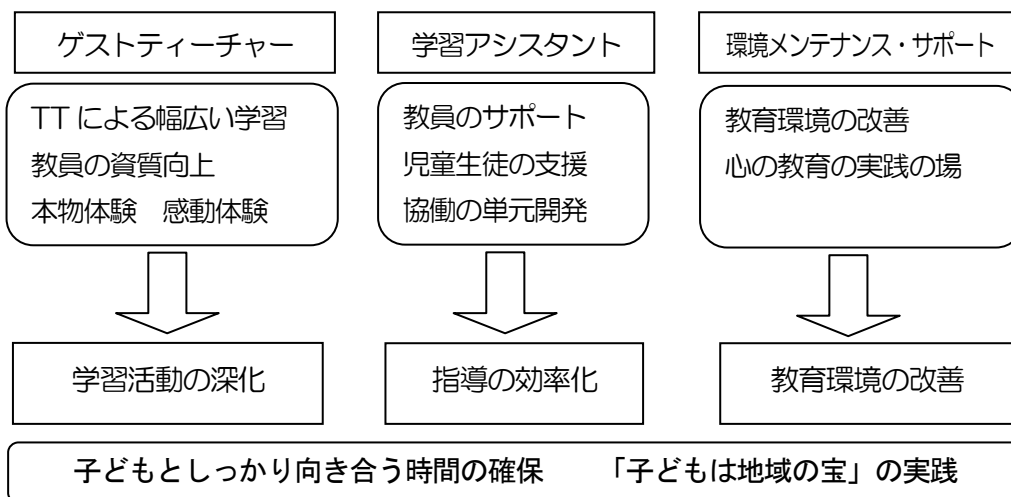 ゲストティーチャー
TTによる幅広い学習
教員の資質向上
本物体験　感動体験
学習活動の深化
学習アシスタント
教員のサポート
児童生徒の支援
協働の単元開発
指導の効率化
環境メンテナンス・サポート
教育環境の改善
心の教育の実践の場
教育環境の改善
子どもとしっかり向き合う時間の確保　　「子どもは地域の宝」の実践